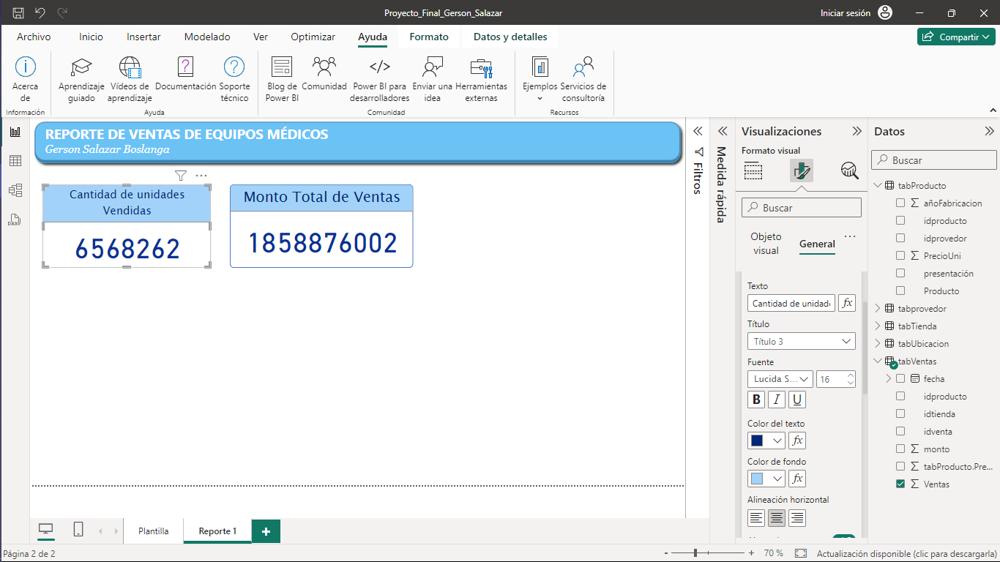 Proyecto_Final_Gerson_Salazar
Iniciar sesión
Archivo Inicio Insertar Modelado Ver Optimizar Ayuda Formato Datos y detalles
Compartir
Acerca de
Información
Aprendizaje guiado
Vídeos de aprendizaje
Documentación
Soporte técnico
Ayuda
Blog de Power BI
Comunidad
Power BI para desarrolladores
Enviar una idea
Herramientas externas
Comunidad
Ejemplos
Servicios de consultoría
Recursos
REPORTE DE VENTAS DE EQUIPOS MÉDICOS
Gerson Salazar Boslanga
Cantidad de unidades
Vendidas
6568262
Monto Total de Ventas
1858876002
Filtros
Medida rápida
Visualizaciones
Formato visual
Buscar
Objeto visual
General
Texto
Cantidad de unidade
fx
Título
Título 3
Fuente
Lucida S...
16
B I U
Color del texto
fx
Color de fondo
fx
Alineación horizontal
Datos
Buscar
tabProducto
añoFabricacion
idproducto
idprovedor
PrecioUni
presentación
Producto
tabprovedor
tabTienda
tabUbicacion
tabVentas
fecha
idproducto
idtienda
idventa
monto
tabProducto.Pre...
Ventas
DAX
Plantilla
Reporte 1
Página 2 de 2
- + 70 %
Actualización disponible (clic para descargarla)